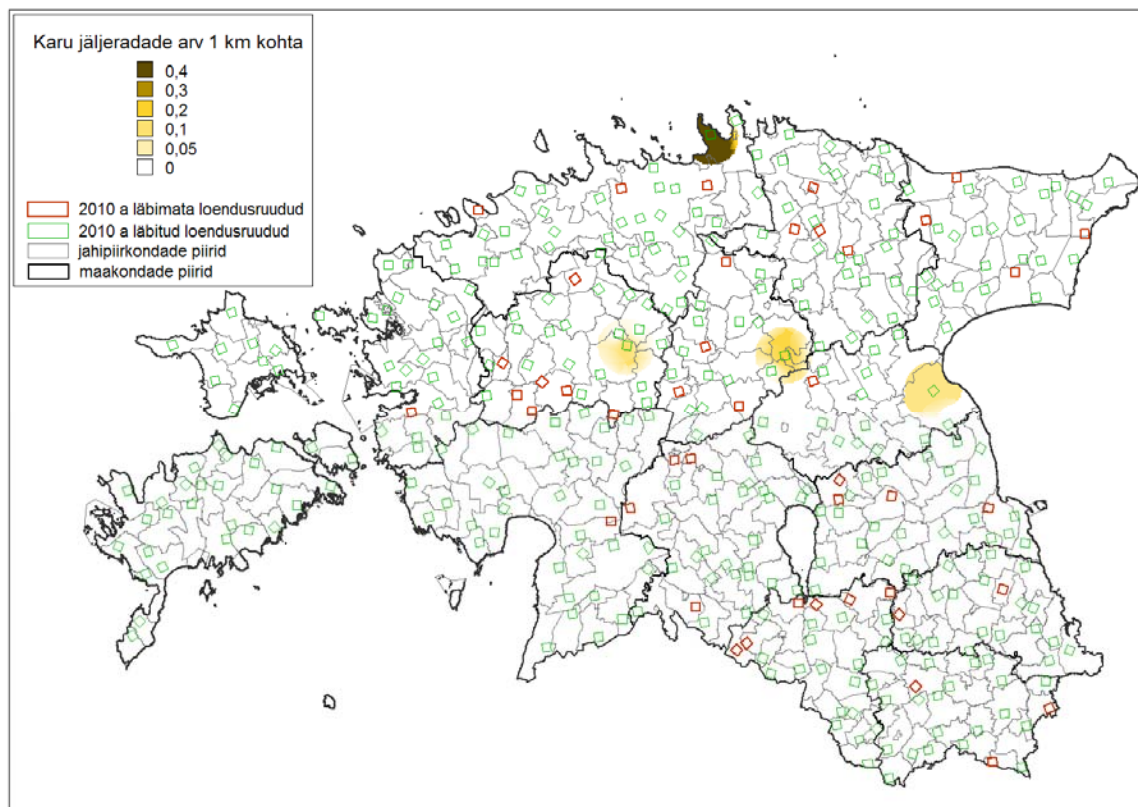 Karu jäljeradade arv 1 km kohta
0,4
0,3
0,2
0,1
0,05
0
2010 a läbimata loendusruudud
2010 a läbitud loendusruudud
jahipiirkondade piirid
maakondade piirid